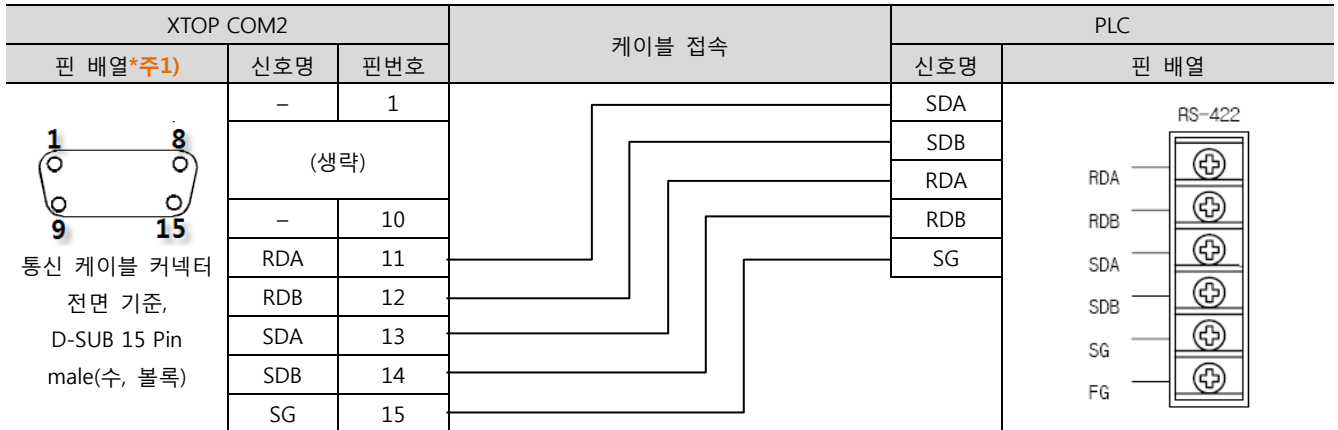 XTOP COM2 케이블 접속 PLC
핀 배열*주1) 신호명 핀번호 신호명 핀 배열
– 1 SDA
(생략) SDB
RDA
– 10 RDB
RDA 11 SG
RDB 12
SDA 13
SDB 14
SG 15
1 8
9 15
통신 케이블 커넥터
전면 기준,
D-SUB 15 Pin
male(수, 볼록)
RS-422
RDA
RDB
SDA
SDB
SG
FG